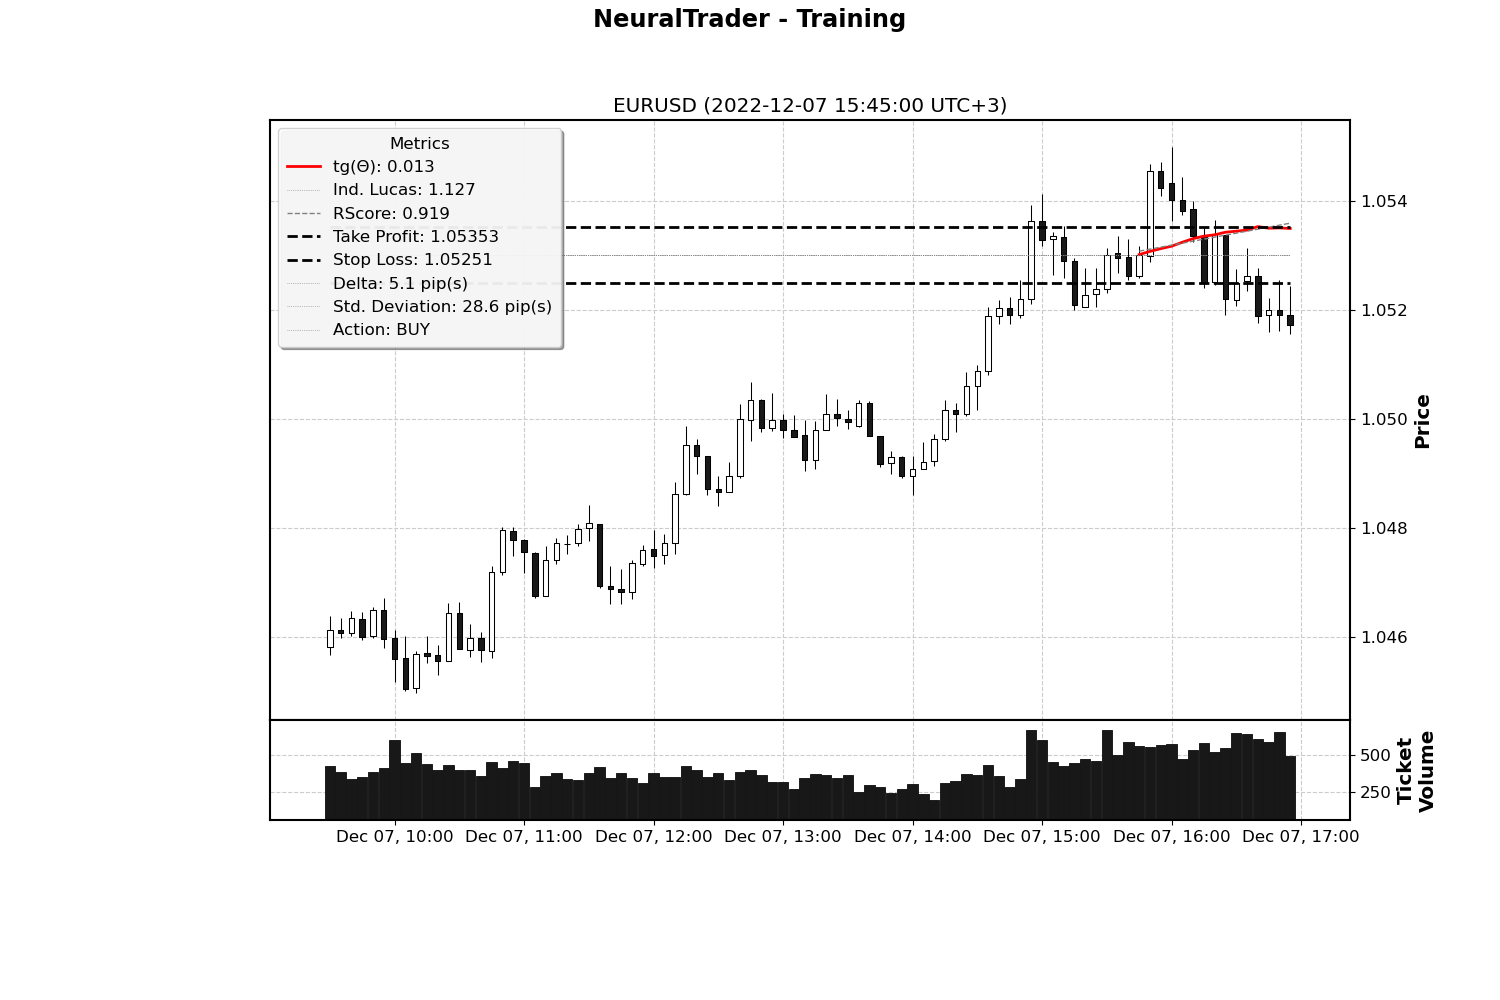 NeuralTrader - Training
EURUSD (2022-12-07 15:45:00 UTC+3)
Metrics
tg(Θ): 0.013
Ind. Lucas: 1.127
RScore: 0.919
Take Profit: 1.05353
Stop Loss: 1.05251
Delta: 5.1 pip(s)
Std. Deviation: 28.6 pip(s)
Action: BUY
1.054
1.052
1.050
1.048
1.046
Price
500
250
Ticket
Volume
Dec 07, 10:00
Dec 07, 11:00
Dec 07, 12:00
Dec 07, 13:00
Dec 07, 14:00
Dec 07, 15:00
Dec 07, 16:00
Dec 07, 17:00